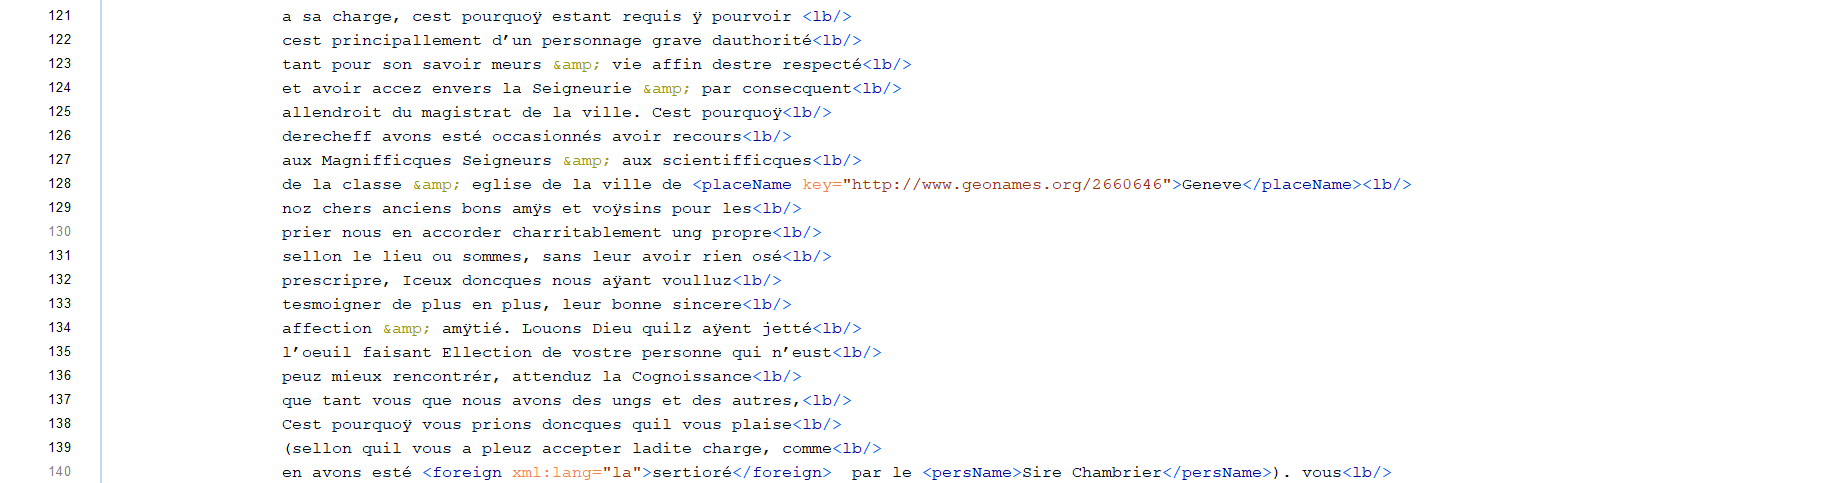 121 a sa charge, cest pourquoÿ estant requis ÿ pourvoir <lb/>
122 cest principallement d’un personnage grave dauthorité<lb/>
123 tant pour son savoir meurs &amp; vie affin destre respecté<lb/>
124 et avoir accez envers la Seigneurie &amp; par consecquent<lb/>
125 allendroit du magistrat de la ville. Cest pourquoÿ<lb/>
126 derecheff avons esté occasionnés avoir recours<lb/>
127 aux Magnifficques Seigneurs &amp; aux scientifficques<lb/>
128 de la classe &amp; eglise de la ville de <placeName key="http://www.geonames.org/2660646">Geneve</placeName><lb/>
129 noz chers anciens bons amÿs et voÿsins pour les<lb/>
130 prier nous en accorder charritablement ung propre<lb/>
131 sellon le lieu ou sommes, sans leur avoir rien osé<lb/>
132 prescripre, Iceux doncques nous aÿant voulluz<lb/>
133 tesmoigner de plus en plus, leur bonne sincere<lb/>
134 affection &amp; amÿtié. Louons Dieu quilz aÿent jetté<lb/>
135 l’oeuil faisant Ellection de vostre personne qui n’eust<lb/>
136 peuz mieux rencontrér, attenduz la Cognoissance<lb/>
137 que tant vous que nous avons des ungs et des autres,<lb/>
138 Cest pourquoÿ vous prions doncques quil vous plaise<lb/>
139 (sellon quil vous a pleuz accepter ladite charge, comme<lb/>
140 en avons esté <foreign xml:lang="la">sertioré</foreign>  par le <persName>Sire Chambrier</persName>). vous<lb/>